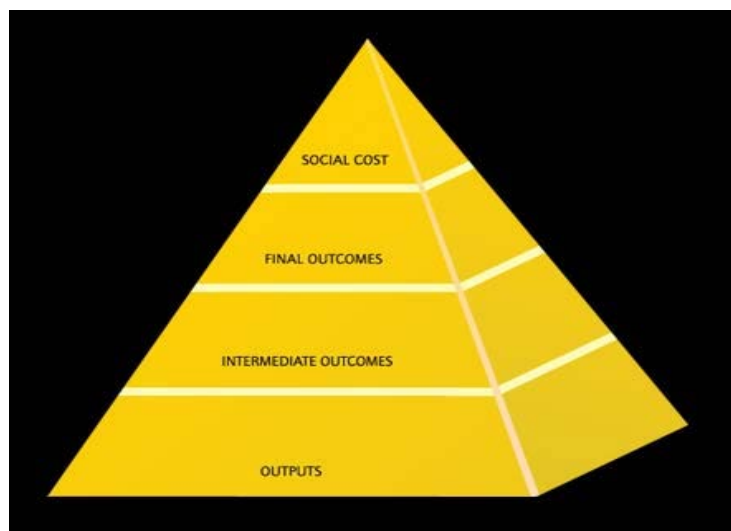 SOCIAL COST
FINAL OUTCOMES
INTERMEDIATE OUTCOMES
OUTPUTS